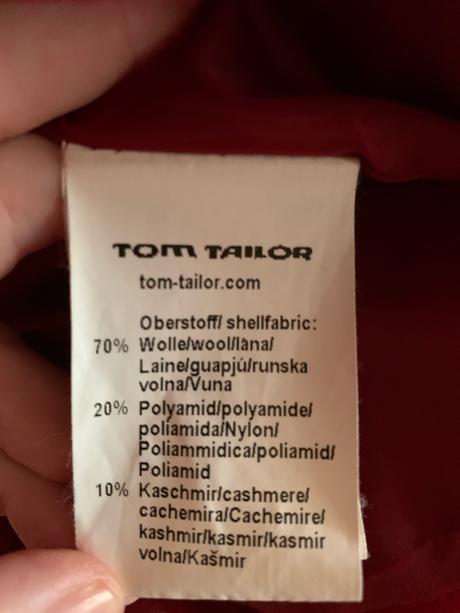 TOM TAILOR
tom-tailor.com
Oberstoff/ shellfabric:
70% Wolle/wool/lana/
Laine/guapjú/runska
volna/Vuna
20% Polyamid/polyamide/
poliamida/Nylon/
Poliammidica/poliamid/
Poliamid
10% Kaschmir/cashmere/
cachemira/Cachemire/
kashmir/kasmir/kasmir
volna/Kašmir